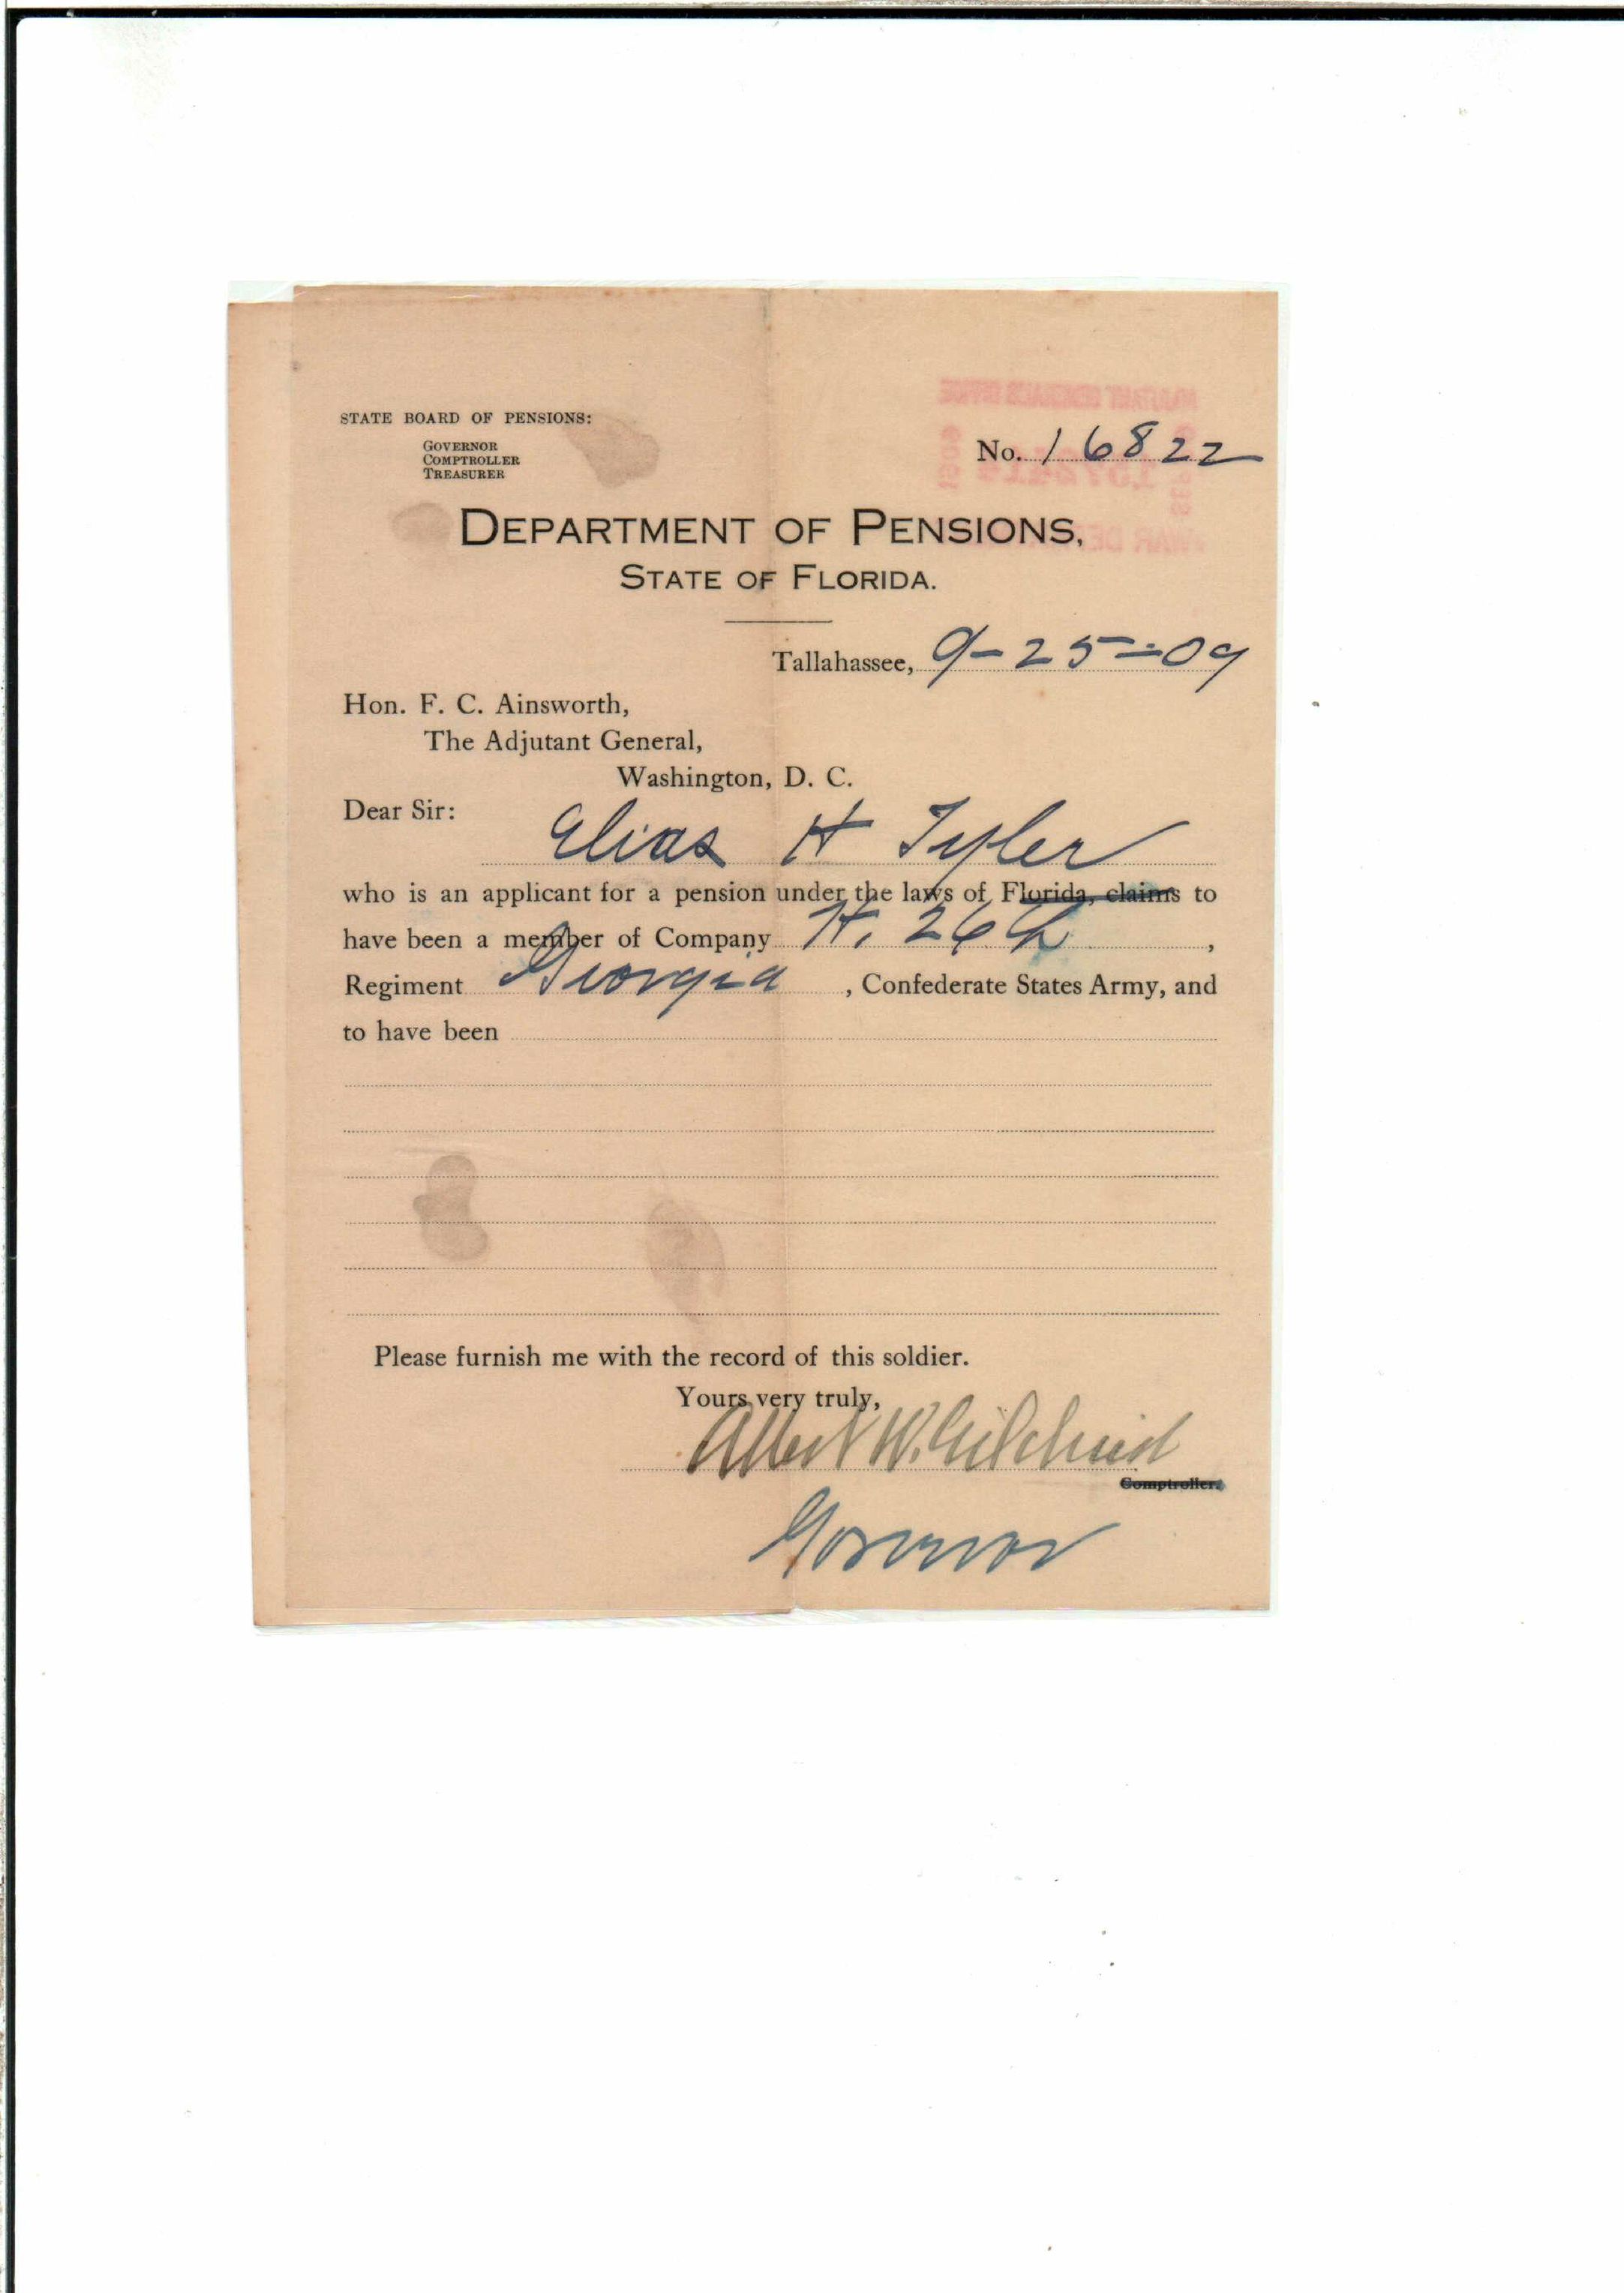 STATE BOARD OF PENSIONS:
GOVERNOR
COMPTROLLER
TREASURER
No. 16822
DEPARTMENT OF PENSIONS,
STATE OF FLORIDA.
Tallahassee, 9-25-09
Hon. F. C. Ainsworth,
The Adjutant General,
Washington, D. C.
Dear Sir:
Elias H Tyler
who is an applicant for a pension under the laws of Florida, claims to
have been a member of Company H, 26th,
Regiment Georgia, Confederate States Army, and
to have been
Please furnish me with the record of this soldier.
Yours very truly,
Albert W. Gilchrist
Comptroller.
Governor